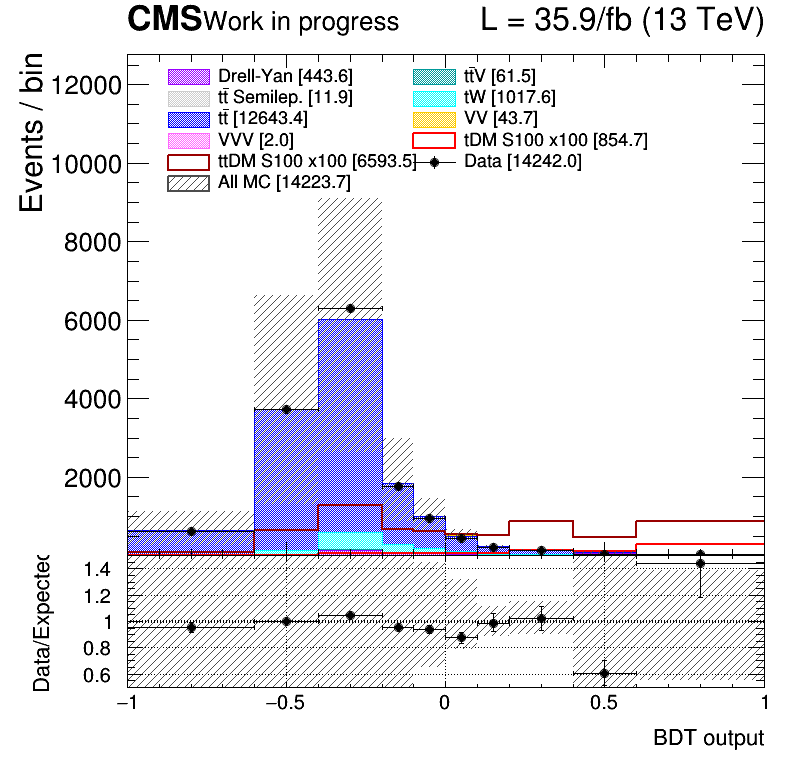 CMS Work in progress L = 35.9/fb (13 TeV)
Events / bin
12000
10000
8000
6000
4000
2000
Drell-Yan [443.6] tt̄V [61.5]
tt̄ Semilep. [11.9] tW [1017.6]
tt̄ [12643.4] VV [43.7]
VVV [2.0] tDM S100 x100 [854.7]
ttDM S100 x100 [6593.5] Data [14242.0]
All MC [14223.7]
Data/Expected
1.4
1.2
1
0.8
0.6
−1 −0.5 0 0.5 1
BDT output